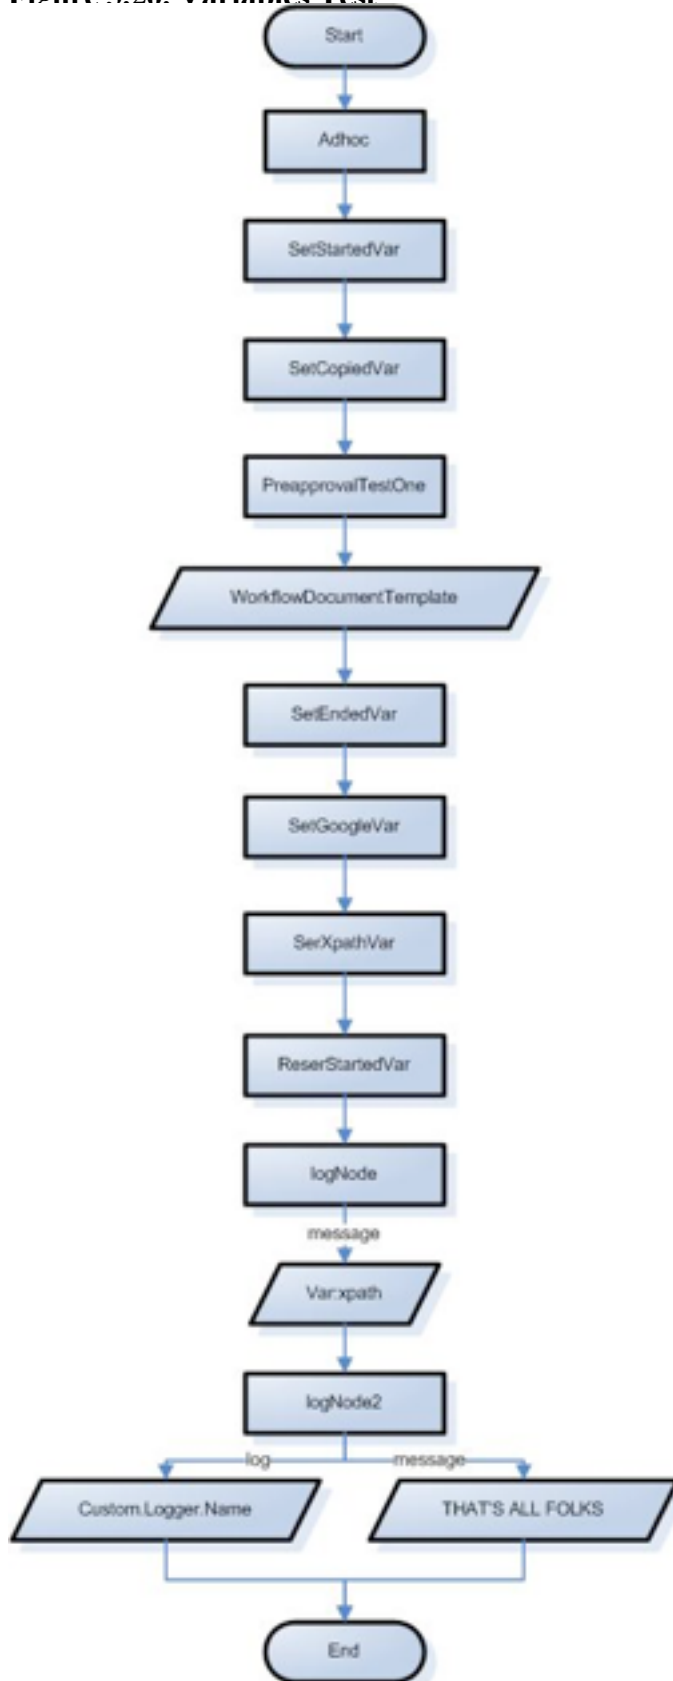 Start
Adhoc
SetStartedVar
SetCopiedVar
PreapprovalTestOne
WorkflowDocumentTemplate
SetEndedVar
SetGoogleVar
SerXpathVar
ReserStartedVar
logNode
message
Var:xpath
logNode2
log message
Custom.Logger.Name THAT'S ALL FOLKS
End